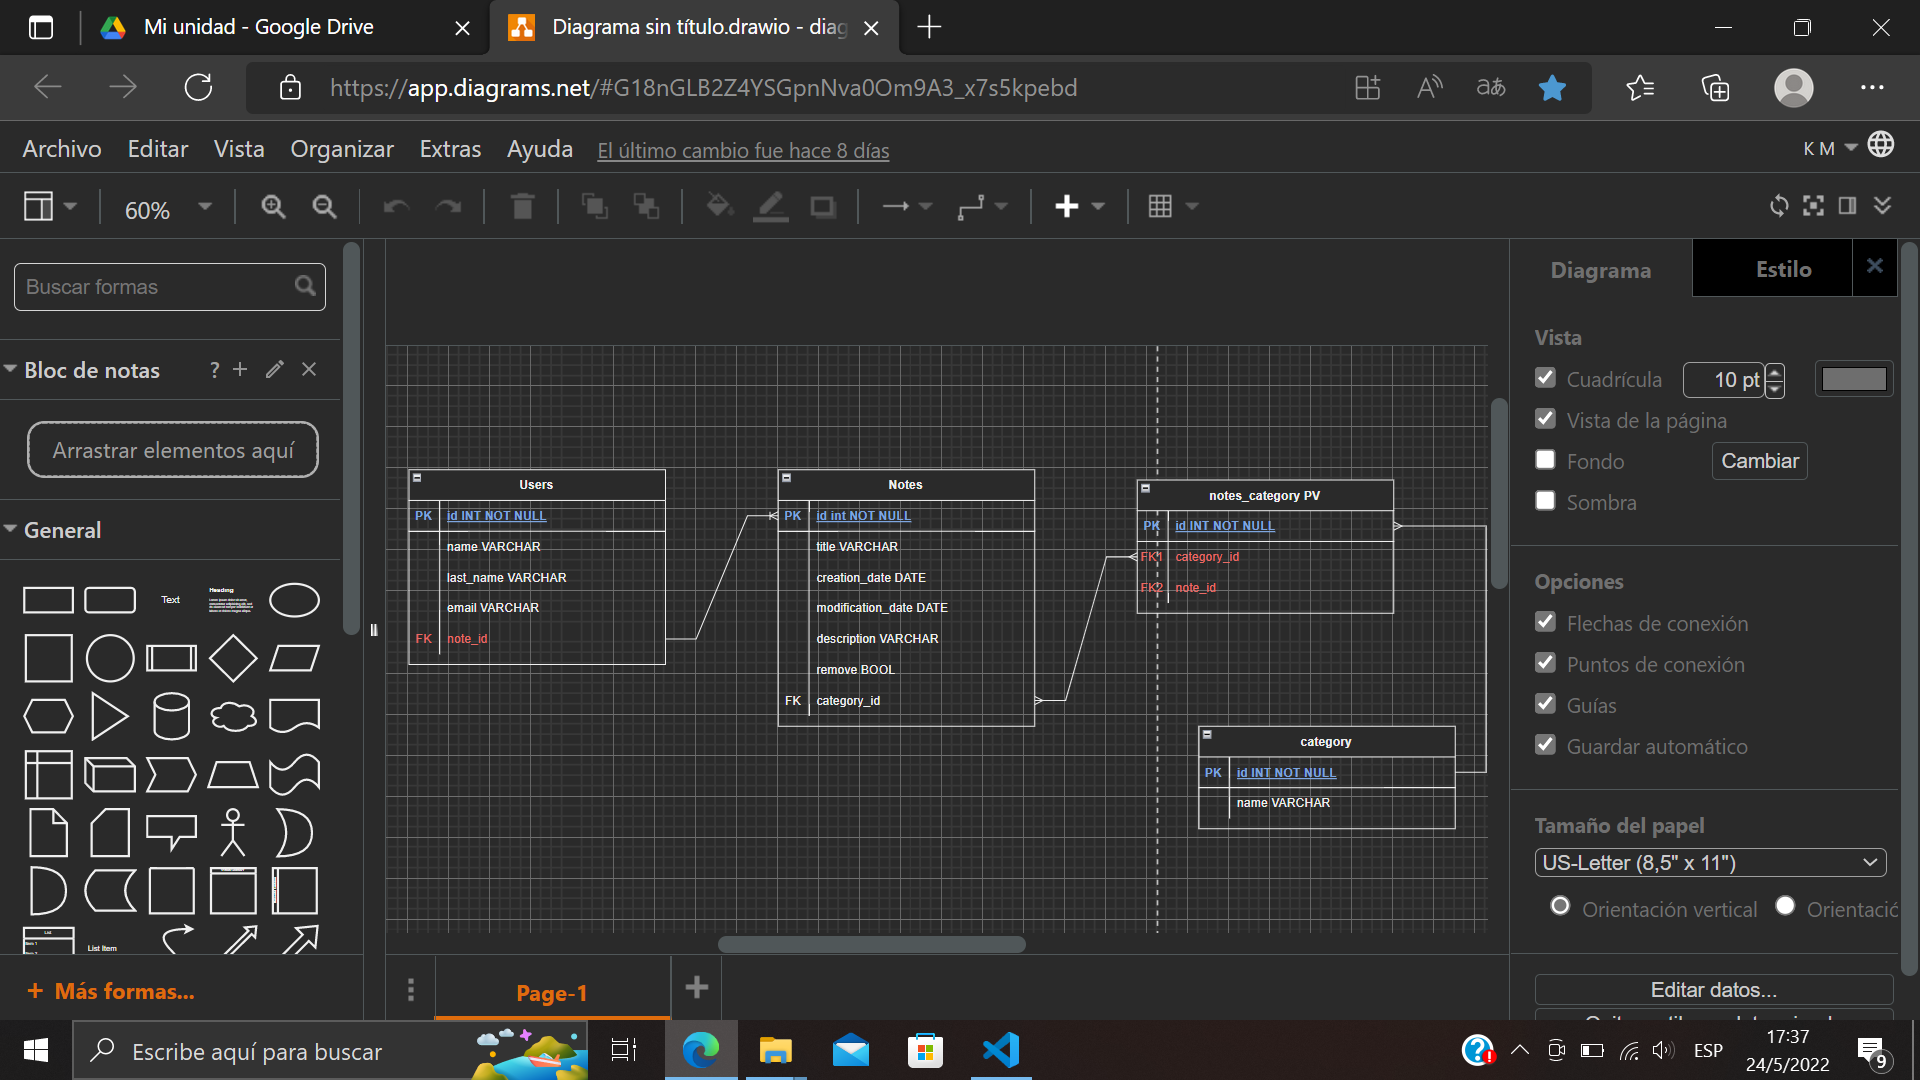 Mi unidad - Google Drive
Diagrama sin título.drawio - diag
https://app.diagrams.net/#G18nGLB2Z4YSGpnNva0Om9A3_x7s5kpebd
Archivo Editar Vista Organizar Extras Ayuda El último cambio fue hace 8 días
K M
60%
Buscar formas
Bloc de notas
?
Arrastrar elementos aquí
General
Text
Heading
List
Item 1
List Item
+ Más formas...
Users
PK id INT NOT NULL
name VARCHAR
last_name VARCHAR
email VARCHAR
FK note_id
Notes
PK id int NOT NULL
title VARCHAR
creation_date DATE
modification_date DATE
description VARCHAR
remove BOOL
FK category_id
notes_category PV
PK id INT NOT NULL
FK1 category_id
FK2 note_id
category
PK id INT NOT NULL
name VARCHAR
Page-1
Diagrama
Estilo
Vista
Cuadrícula 10 pt
Vista de la página
Fondo Cambiar
Sombra
Opciones
Flechas de conexión
Puntos de conexión
Guías
Guardar automático
Tamaño del papel
US-Letter (8,5" x 11")
Orientación vertical Orientació
Editar datos...
Escribe aquí para buscar
ESP
17:37
24/5/2022
9